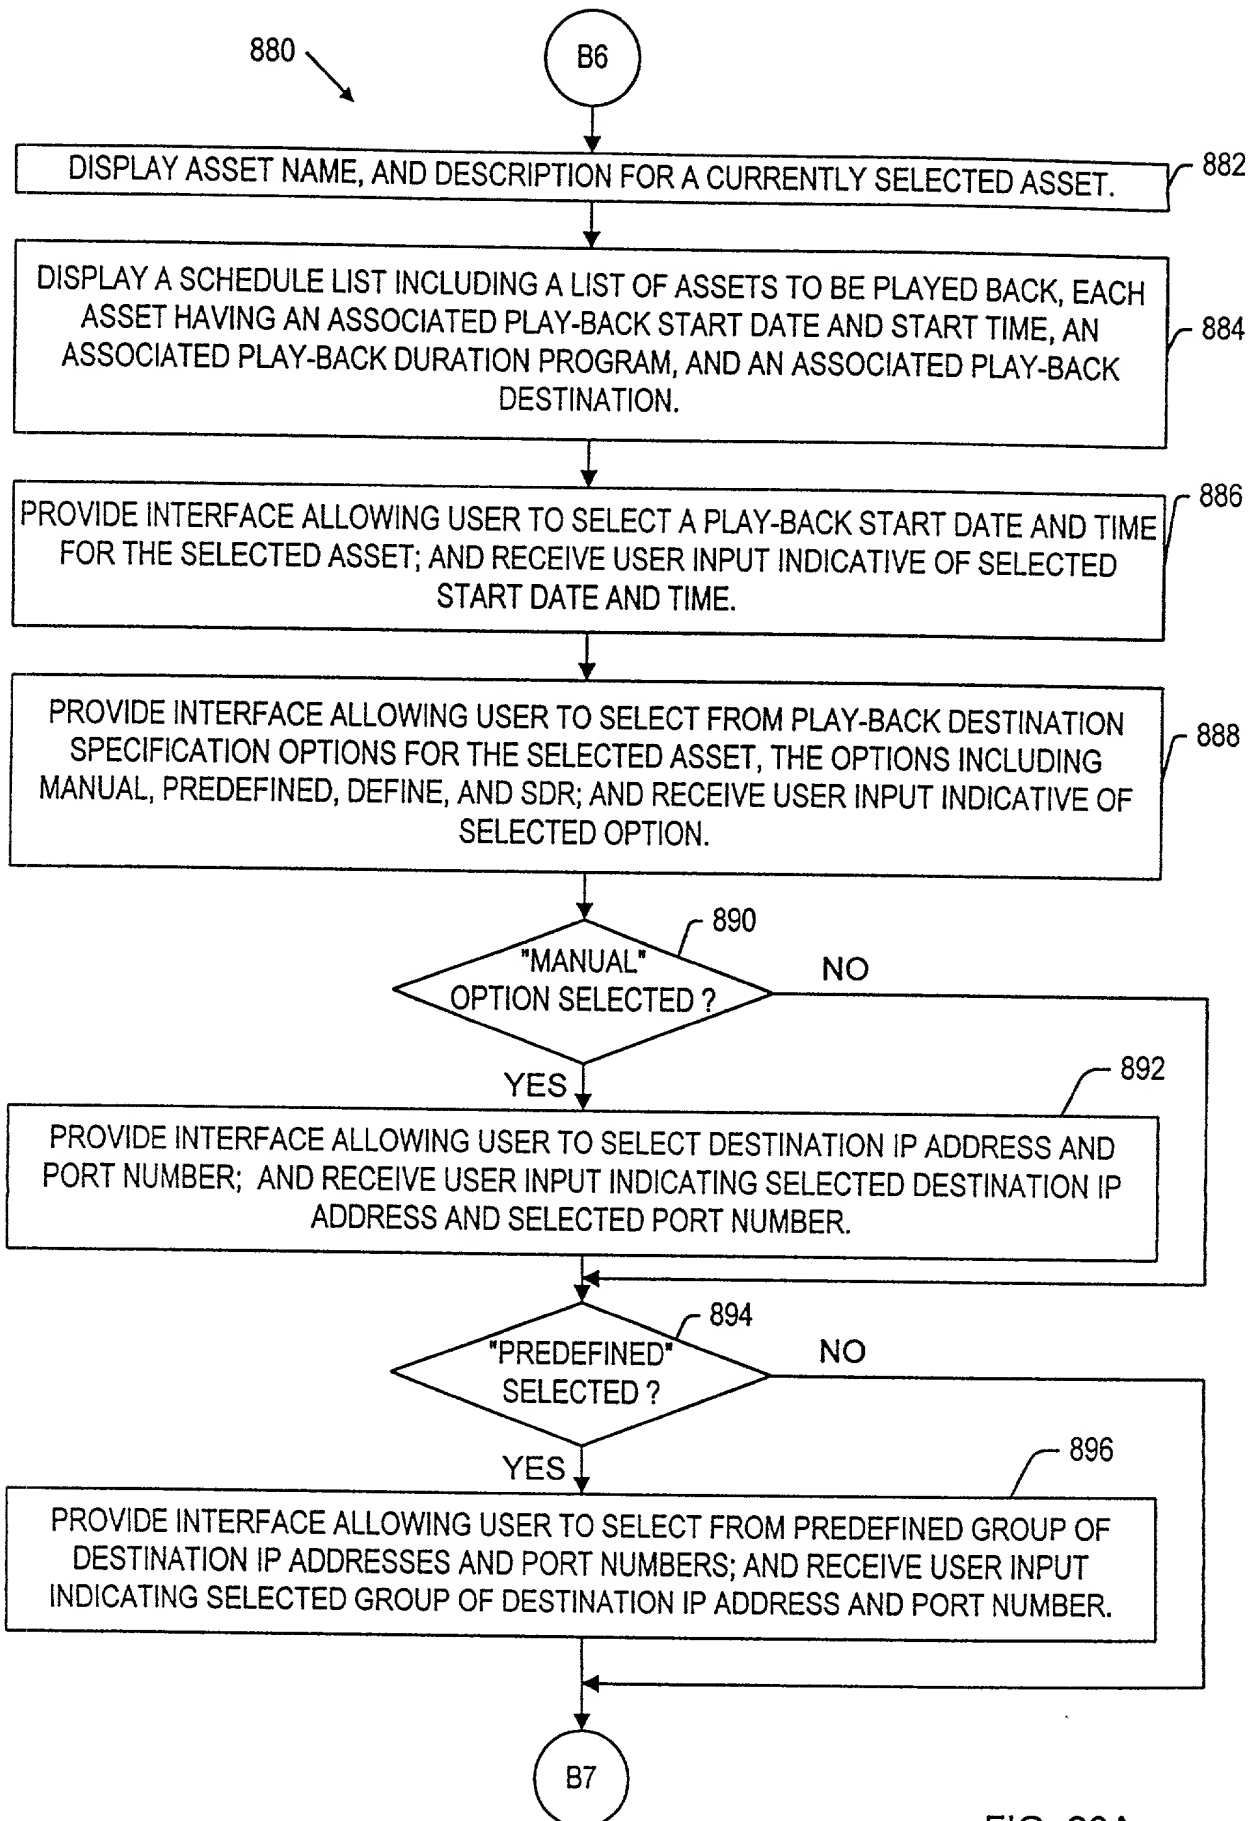 B6
880
DISPLAY ASSET NAME, AND DESCRIPTION FOR A CURRENTLY SELECTED ASSET.
882
DISPLAY A SCHEDULE LIST INCLUDING A LIST OF ASSETS TO BE PLAYED BACK, EACH
ASSET HAVING AN ASSOCIATED PLAY-BACK START DATE AND START TIME, AN
ASSOCIATED PLAY-BACK DURATION PROGRAM, AND AN ASSOCIATED PLAY-BACK
DESTINATION.
884
PROVIDE INTERFACE ALLOWING USER TO SELECT A PLAY-BACK START DATE AND TIME
FOR THE SELECTED ASSET; AND RECEIVE USER INPUT INDICATIVE OF SELECTED
START DATE AND TIME.
886
PROVIDE INTERFACE ALLOWING USER TO SELECT FROM PLAY-BACK DESTINATION
SPECIFICATION OPTIONS FOR THE SELECTED ASSET, THE OPTIONS INCLUDING
MANUAL, PREDEFINED, DEFINE, AND SDR; AND RECEIVE USER INPUT INDICATIVE OF
SELECTED OPTION.
888
890
"MANUAL"
OPTION SELECTED ?
NO
YES
892
PROVIDE INTERFACE ALLOWING USER TO SELECT DESTINATION IP ADDRESS AND
PORT NUMBER; AND RECEIVE USER INPUT INDICATING SELECTED DESTINATION IP
ADDRESS AND SELECTED PORT NUMBER.
894
"PREDEFINED"
SELECTED ?
NO
YES
896
PROVIDE INTERFACE ALLOWING USER TO SELECT FROM PREDEFINED GROUP OF
DESTINATION IP ADDRESSES AND PORT NUMBERS; AND RECEIVE USER INPUT
INDICATING SELECTED GROUP OF DESTINATION IP ADDRESS AND PORT NUMBER.
B7